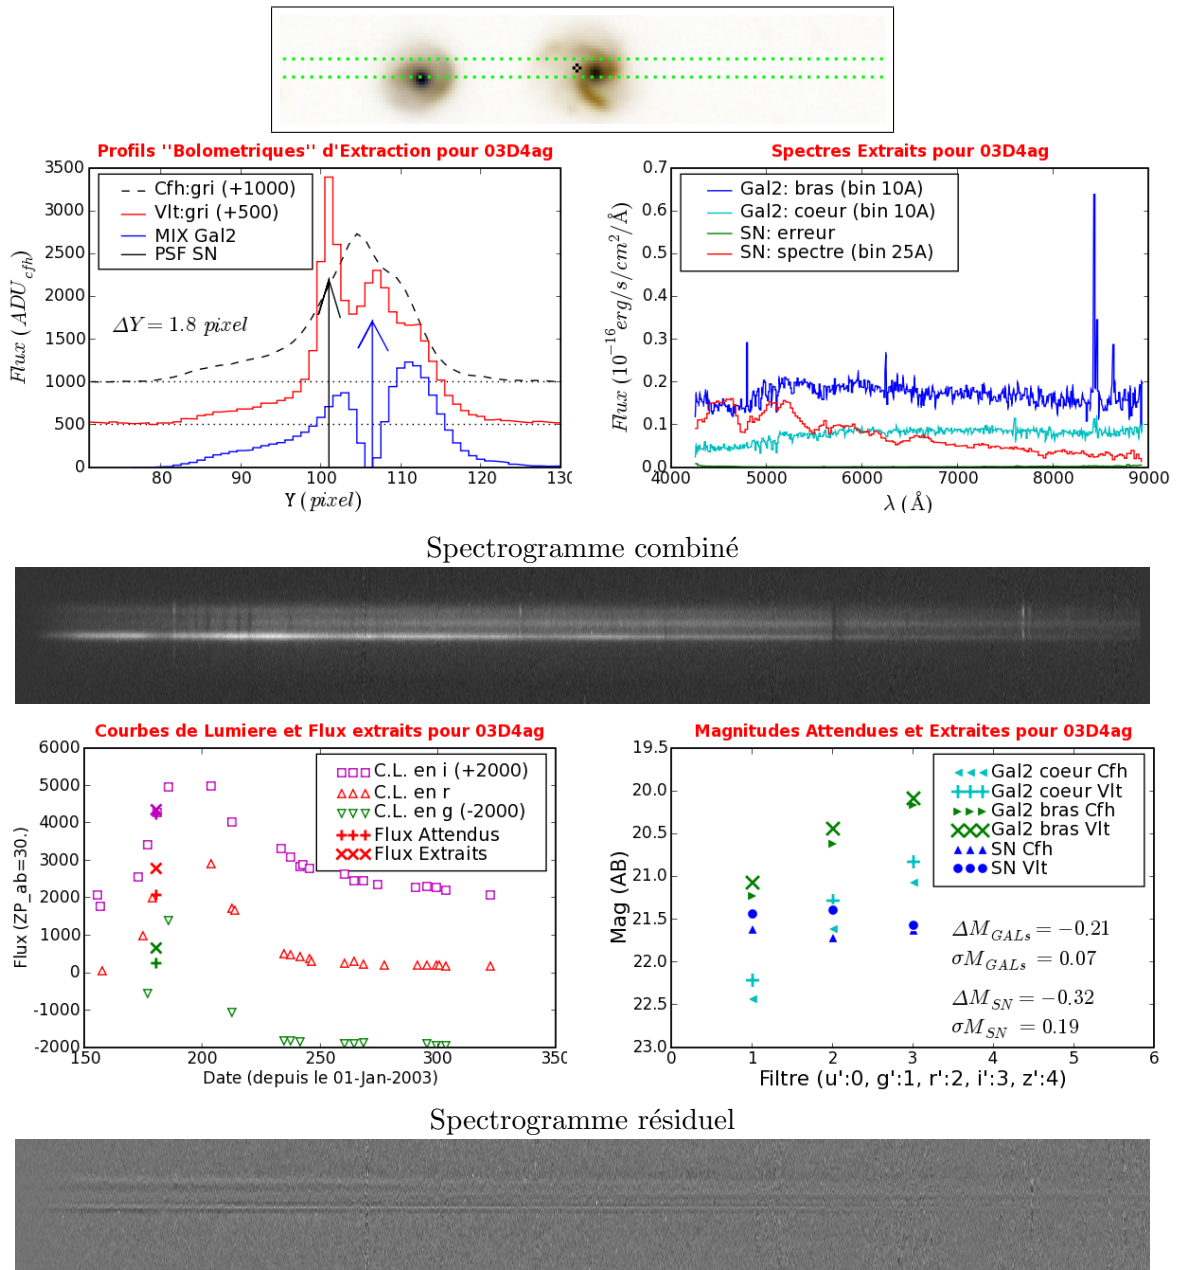 Profils ''Bolometriques'' d'Extraction pour 03D4ag
3500
3000
2500
2000
1500
1000
500
0
Flux (ADU_cfh)
Cfh:gri (+1000)
Vlt:gri (+500)
MIX Gal2
PSF SN
ΔY = 1.8 pixel
80 90 100 110 120 130
Y (pixel)
Spectres Extraits pour 03D4ag
0.7
0.6
0.5
0.4
0.3
0.2
0.1
0.0
Flux (10^−16 erg/s/cm^2/Å)
Gal2: bras (bin 10A)
Gal2: coeur (bin 10A)
SN: erreur
SN: spectre (bin 25A)
4000 5000 6000 7000 8000 9000
λ (Å)
Spectrogramme combiné
Courbes de Lumiere et Flux extraits pour 03D4ag
6000
5000
4000
3000
2000
1000
0
-1000
-2000
Flux (ZP_ab=30.)
C.L. en i (+2000)
C.L. en r
C.L. en g (-2000)
Flux Attendus
Flux Extraits
150 200 250 300 350
Date (depuis le 01-Jan-2003)
Magnitudes Attendues et Extraites pour 03D4ag
19.5
20.0
20.5
21.0
21.5
22.0
22.5
23.0
Mag (AB)
Gal2 coeur Cfh
Gal2 coeur Vlt
Gal2 bras Cfh
Gal2 bras Vlt
SN Cfh
SN Vlt
ΔM_GALs = −0.21
σM_GALs = 0.07
ΔM_SN = −0.32
σM_SN = 0.19
0 1 2 3 4 5 6
Filtre (u':0, g':1, r':2, i':3, z':4)
Spectrogramme résiduel